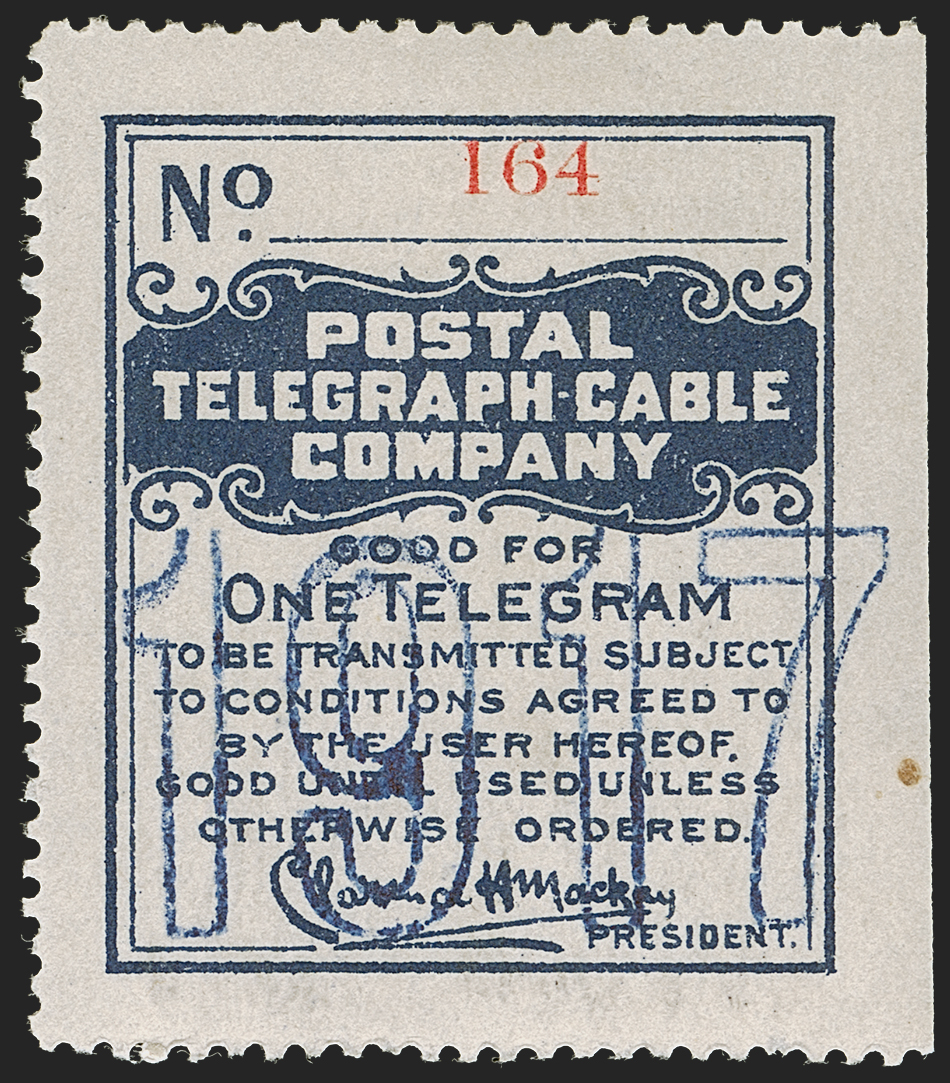 No. 164
POSTAL
TELEGRAPH-CABLE
COMPANY
GOOD FOR
ONE TELEGRAM
TO BE TRANSMITTED SUBJECT
TO CONDITIONS AGREED TO
BY THE USER HEREOF.
GOOD UNTIL USED UNLESS
OTHERWISE ORDERED.
Clarence H Mackay
PRESIDENT.
1917